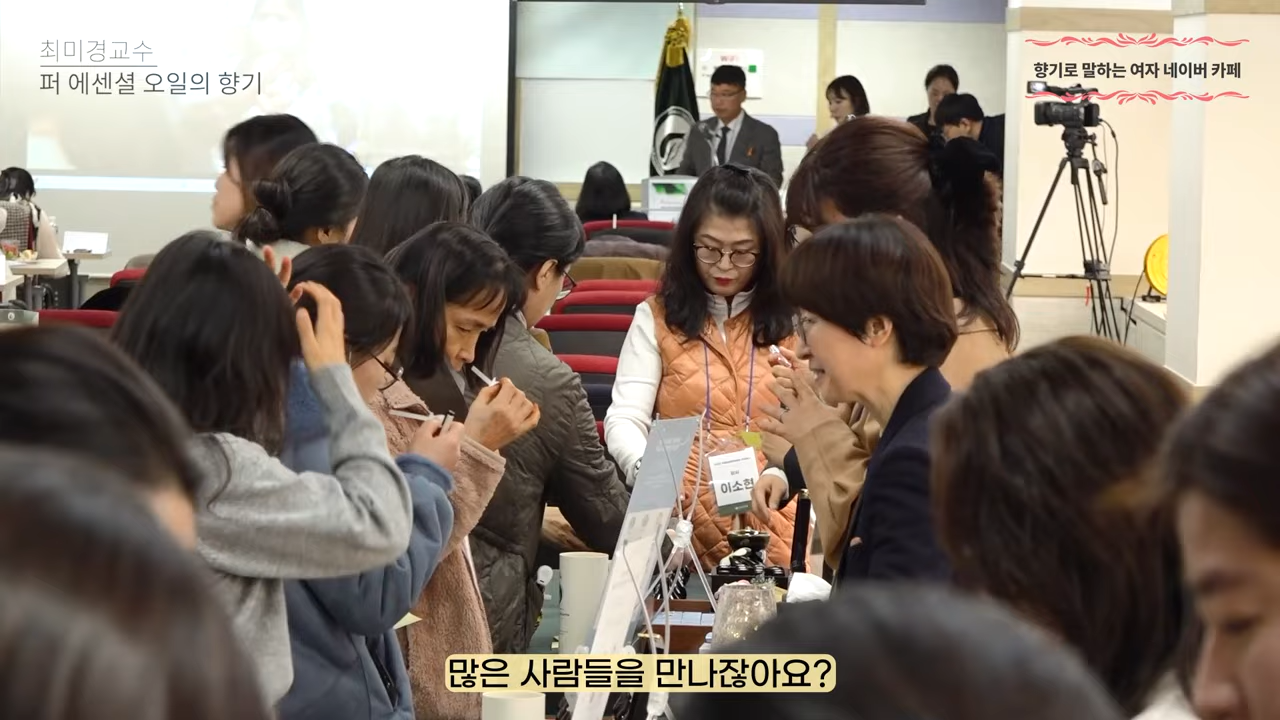 최미경교수
퍼 에센셜 오일의 향기
향기로 말하는 여자 네이버 카페
이소현
많은 사람들을 만나잖아요?